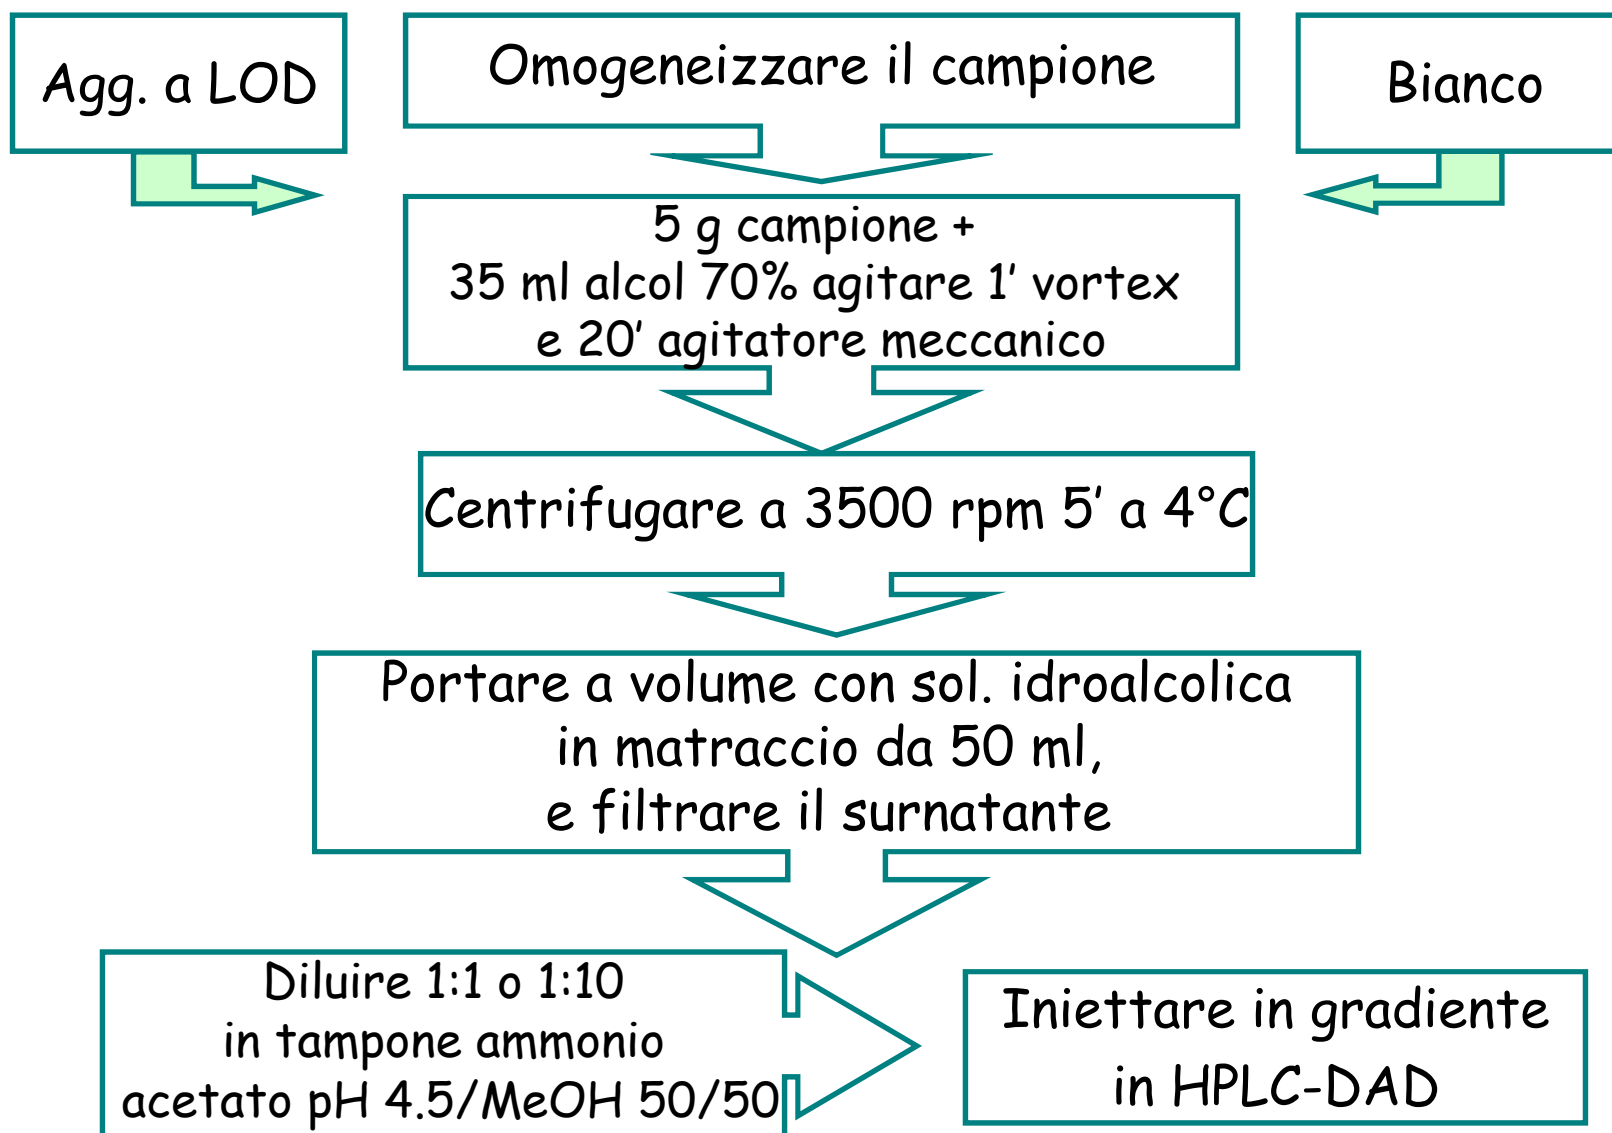 Agg. a LOD
Omogeneizzare il campione
Bianco
5 g campione +
35 ml alcol 70% agitare 1’ vortex
e 20’ agitatore meccanico
Centrifugare a 3500 rpm 5’ a 4°C
Portare a volume con sol. idroalcolica
in matraccio da 50 ml,
e filtrare il surnatante
Diluire 1:1 o 1:10
in tampone ammonio
acetato pH 4.5/MeOH 50/50
Iniettare in gradiente
in HPLC-DAD